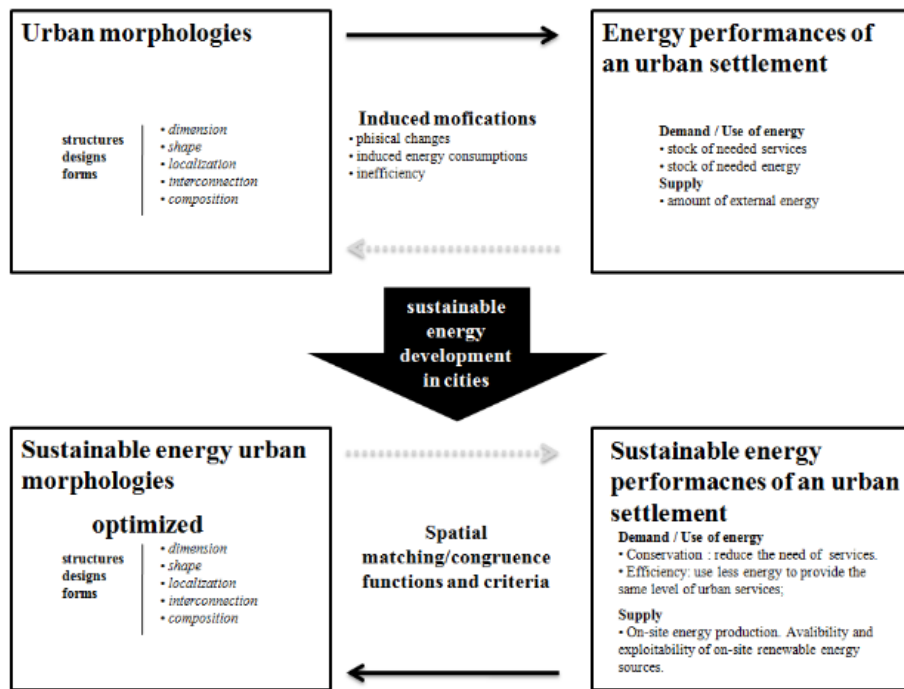 Urban morphologies
structures
designs
forms
• dimension
• shape
• localization
• interconnection
• composition
Induced mofications
• phisical changes
• induced energy consumptions
• inefficiency
Energy performances of
an urban settlement
Demand / Use of energy
• stock of needed services
• stock of needed energy
Supply
• amount of external energy
sustainable
energy
development
in cities
Sustainable energy urban
morphologies
optimized
structures
designs
forms
• dimension
• shape
• localization
• interconnection
• composition
Spatial
matching/congruence
functions and criteria
Sustainable energy
performacnes of an urban
settlement
Demand / Use of energy
• Conservation : reduce the need of services.
• Efficiency: use less energy to provide the
same level of urban services;
Supply
• On-site energy production. Avalibility and
exploitability of on-site renewable energy
sources.